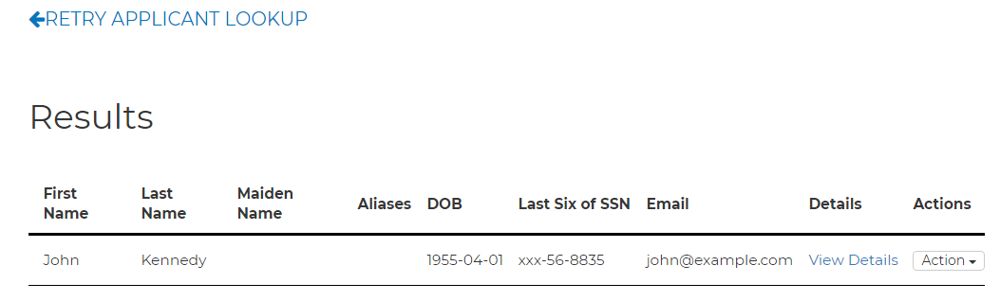 RETRY APPLICANT LOOKUP
Results
First Name Last Name Maiden Name Aliases DOB Last Six of SSN Email Details Actions
John Kennedy 1955-04-01 xxx-56-8835 john@example.com View Details Action